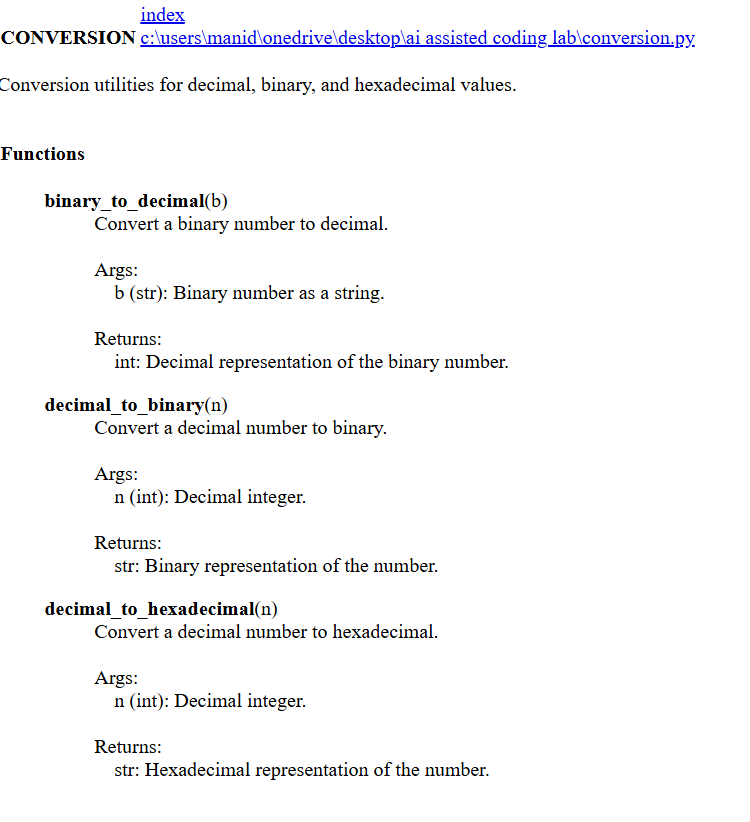 index
CONVERSION c:\users\manid\onedrive\desktop\ai assisted coding lab\conversion.py
Conversion utilities for decimal, binary, and hexadecimal values.
Functions
binary_to_decimal(b)
Convert a binary number to decimal.
Args:
b (str): Binary number as a string.
Returns:
int: Decimal representation of the binary number.
decimal_to_binary(n)
Convert a decimal number to binary.
Args:
n (int): Decimal integer.
Returns:
str: Binary representation of the number.
decimal_to_hexadecimal(n)
Convert a decimal number to hexadecimal.
Args:
n (int): Decimal integer.
Returns:
str: Hexadecimal representation of the number.